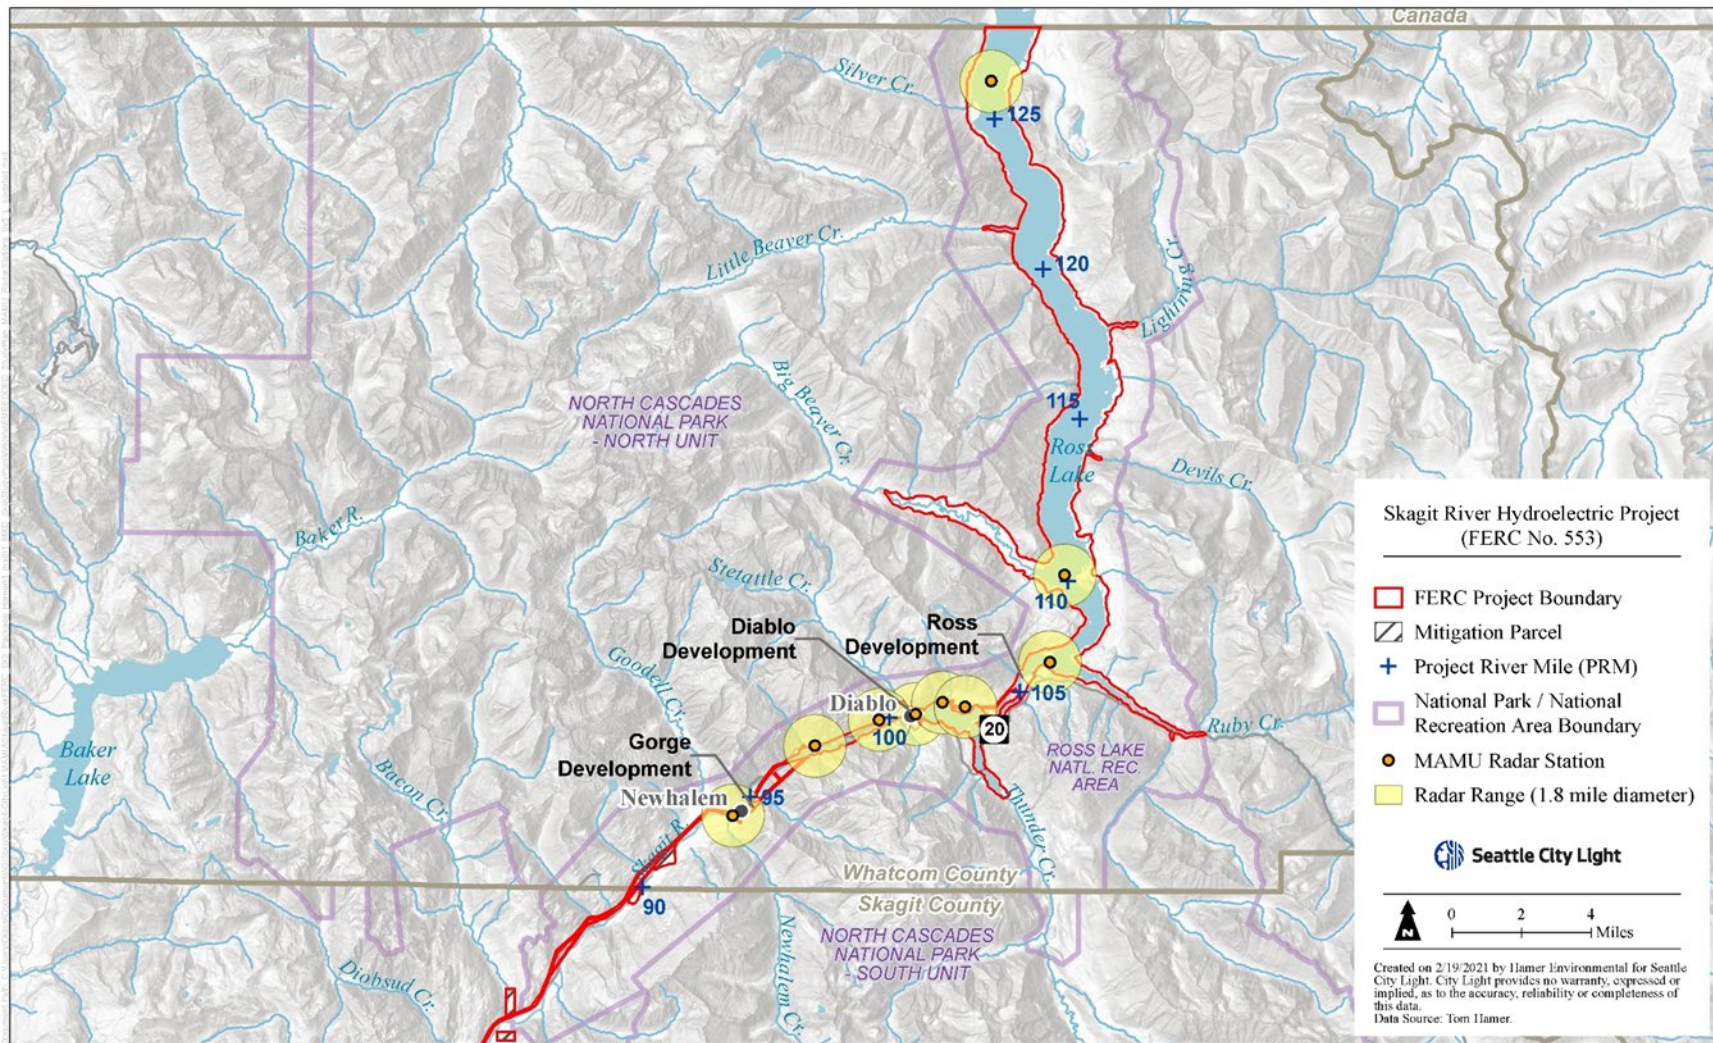 Canada
Silver Cr.
125
Little Beaver Cr.
120
Lightning Cr.
Big Beaver Cr.
NORTH CASCADES
NATIONAL PARK
- NORTH UNIT
115
Ross
Lake
Devils Cr.
Baker R.
Stetattle Cr.
110
Diablo
Development
Ross
Development
Goodell Cr.
Diablo
105
Ruby Cr.
100
20
ROSS LAKE
NATL. REC.
AREA
Baker
Lake
Gorge
Development
Bacon Cr.
Newhalem
95
Thunder Cr.
Skagit R.
Whatcom County
Skagit County
90
NORTH CASCADES
NATIONAL PARK
- SOUTH UNIT
Newhalem Cr.
Diobsud Cr.
Skagit River Hydroelectric Project
(FERC No. 553)
FERC Project Boundary
Mitigation Parcel
Project River Mile (PRM)
National Park / National
Recreation Area Boundary
MAMU Radar Station
Radar Range (1.8 mile diameter)
Seattle City Light
N
0 2 4
Miles
Created on 2/19/2021 by Hamer Environmental for Seattle
City Light. City Light provides no warranty, expressed or
implied, as to the accuracy, reliability or completeness of
this data.
Data Source: Tom Hamer.